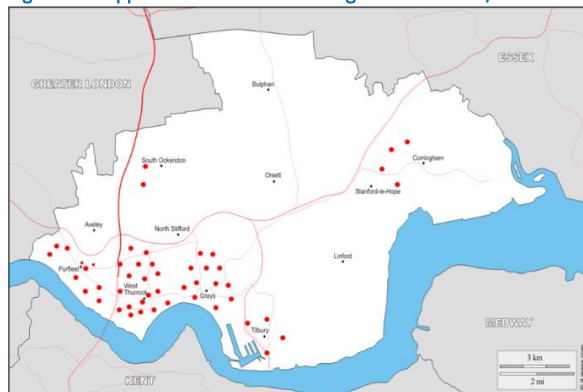 ESSEX
GREATER LONDON
Bulphan
South Ockendon
Corringham
Orsett
Stanford-le-Hope
Aveley
North Stifford
Linford
Purfleet
West
Thurrock
Grays
Tilbury
MEDWAY
KENT
3 km
2 mi